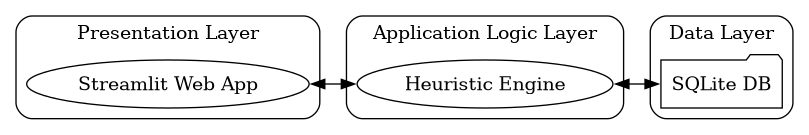 Presentation Layer
Application Logic Layer
Data Layer
Streamlit Web App
Heuristic Engine
SQLite DB